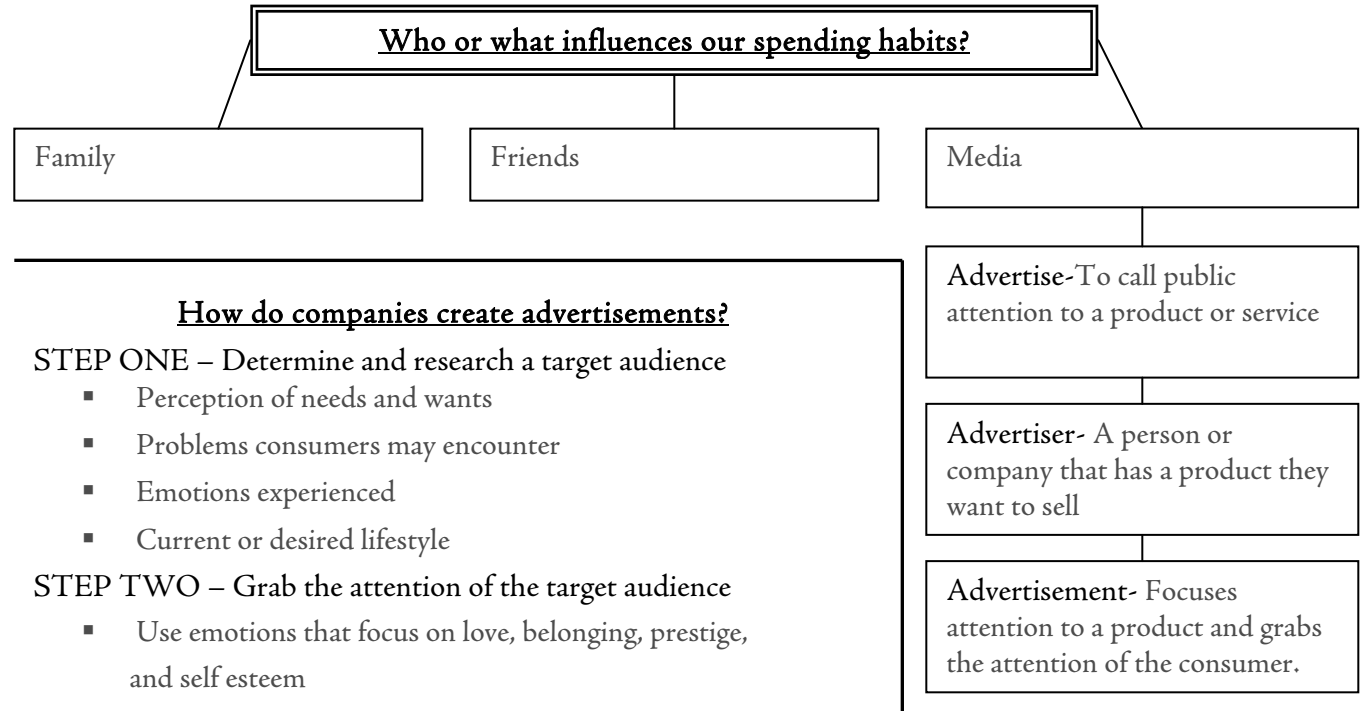 Who or what influences our spending habits?
Family
Friends
Media
Advertise-To call public
attention to a product or service
Advertiser- A person or
company that has a product they
want to sell
Advertisement- Focuses
attention to a product and grabs
the attention of the consumer.
How do companies create advertisements?
STEP ONE – Determine and research a target audience
▪ Perception of needs and wants
▪ Problems consumers may encounter
▪ Emotions experienced
▪ Current or desired lifestyle
STEP TWO – Grab the attention of the target audience
▪ Use emotions that focus on love, belonging, prestige,
and self esteem